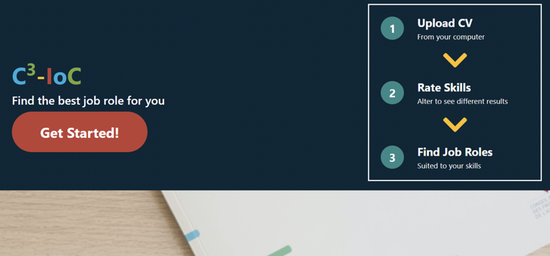 C³-IoC
Find the best job role for you
Get Started!
1
Upload CV
From your computer
2
Rate Skills
Alter to see different results
3
Find Job Roles
Suited to your skills